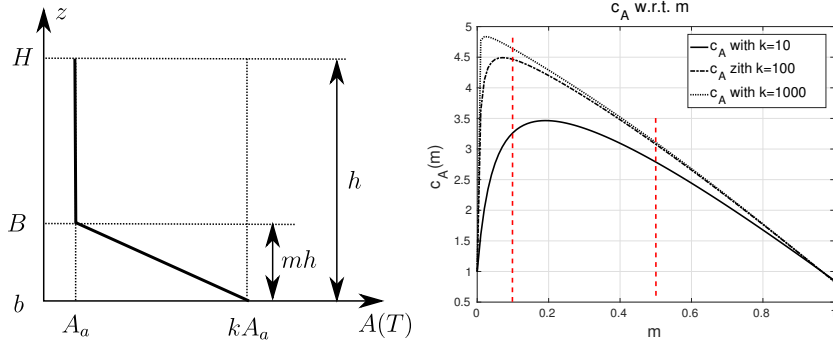 z
H
h
B
mh
b
A_a
kA_a
A(T)
c_A w.r.t. m
c_A with k=10
c_A zith k=100
c_A with k=1000
c_A(m)
5
4.5
4
3.5
3
2.5
2
1.5
1
0.5
0 0.2 0.4 0.6 0.8
m